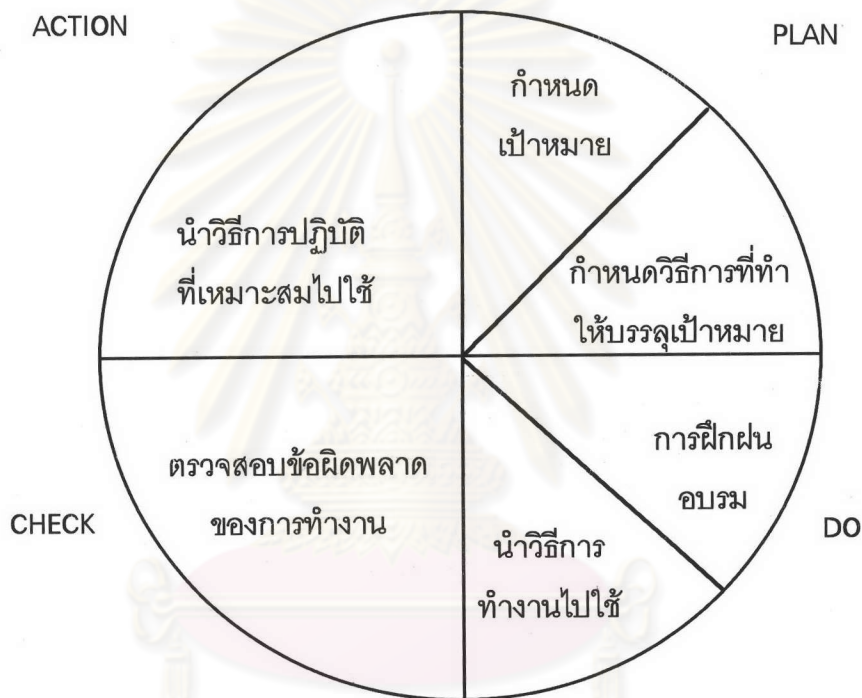 ACTION
PLAN
กำหนด
เป้าหมาย
นำวิธีการปฏิบัติ
ที่เหมาะสมไปใช้
กำหนดวิธีการที่ทำ
ให้บรรลุเป้าหมาย
การฝึกฝน
อบรม
ตรวจสอบข้อผิดพลาด
ของการทำงาน
CHECK
DO
นำวิธีการ
ทำงานไปใช้